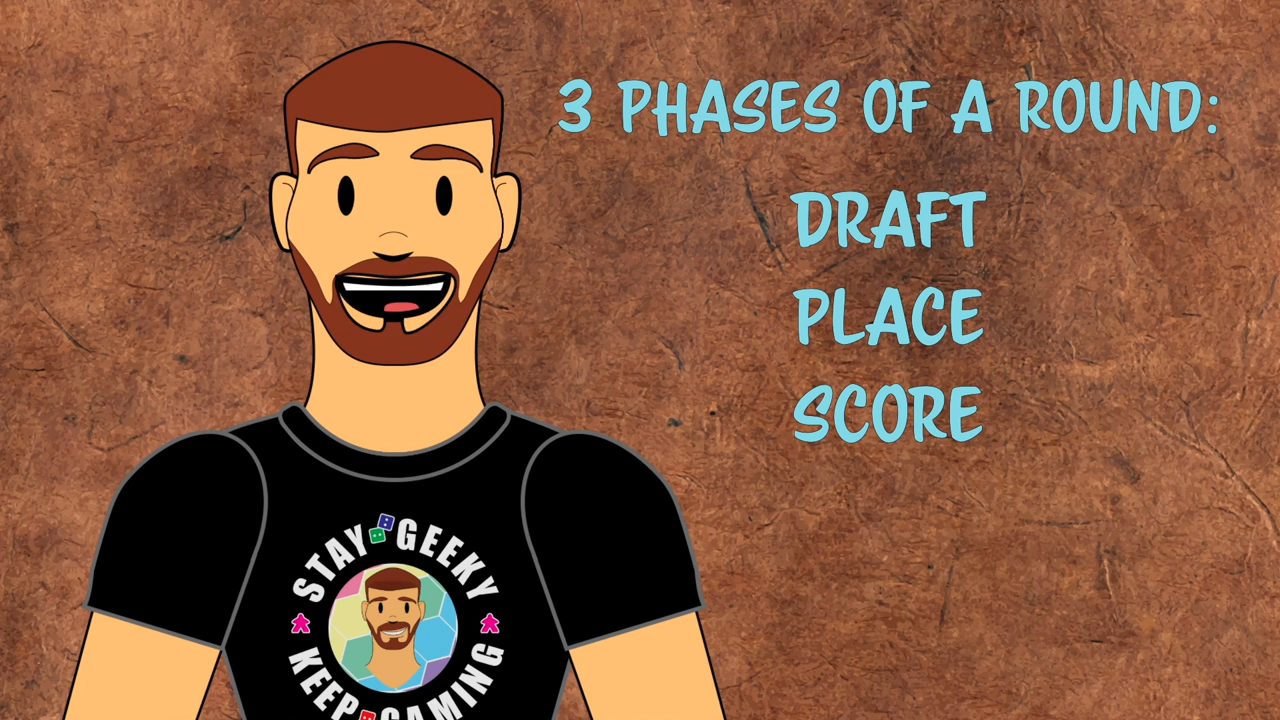 3 PHASES OF A ROUND:
DRAFT
PLACE
SCORE
STAY GEEKY
KEEP GAMING